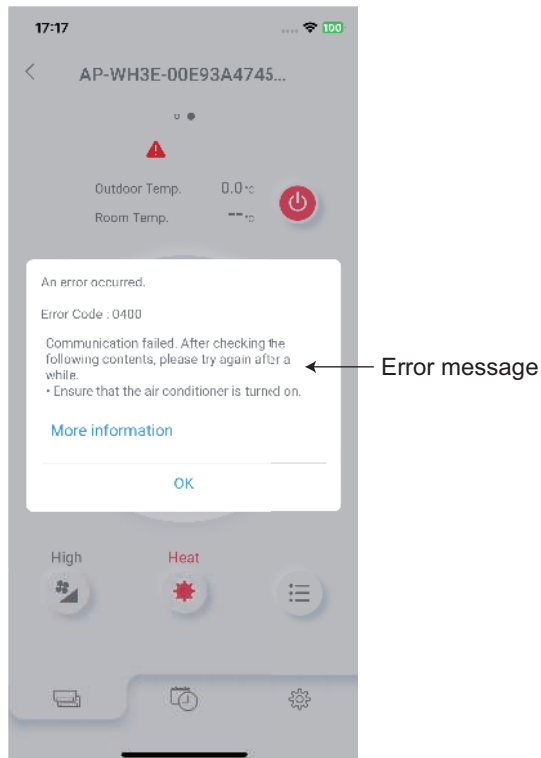 17:17
100
AP-WH3E-00E93A4745...
Outdoor Temp. 0.0 °C
Room Temp. -- °C
An error occurred.
Error Code : 0400
Communication failed. After checking the
following contents, please try again after a
while.
• Ensure that the air conditioner is turned on.
Error message
More information
OK
High
Heat